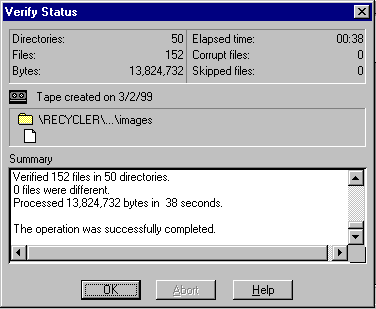 Verify Status
Directories: 50 Elapsed time: 00:38
Files: 152 Corrupt files: 0
Bytes: 13,824,732 Skipped files: 0
Tape created on 3/2/99
\RECYCLER\...\images
Summary
Verified 152 files in 50 directories.
0 files were different.
Processed 13,824,732 bytes in  38 seconds.
The operation was successfully completed.
OK Abort Help